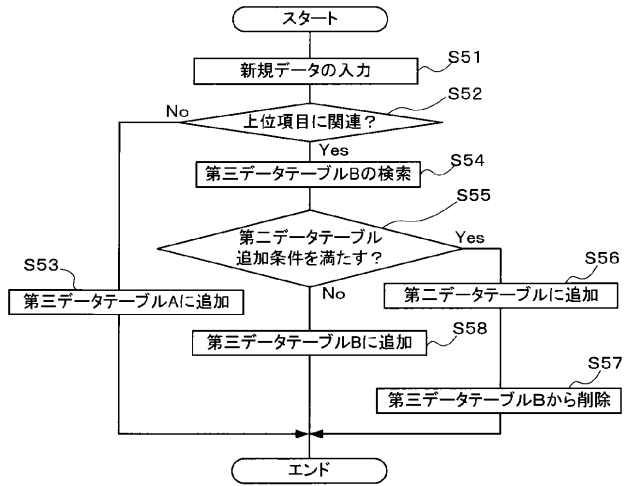 スタート
新規データの入力
S51
上位項目に関連?
S52
No
Yes
第三データテーブルBの検索
S54
第二データテーブル
追加条件を満たす?
S55
Yes
No
S53
第三データテーブルAに追加
第二データテーブルに追加
S56
第三データテーブルBに追加
S58
第三データテーブルBから削除
S57
エンド